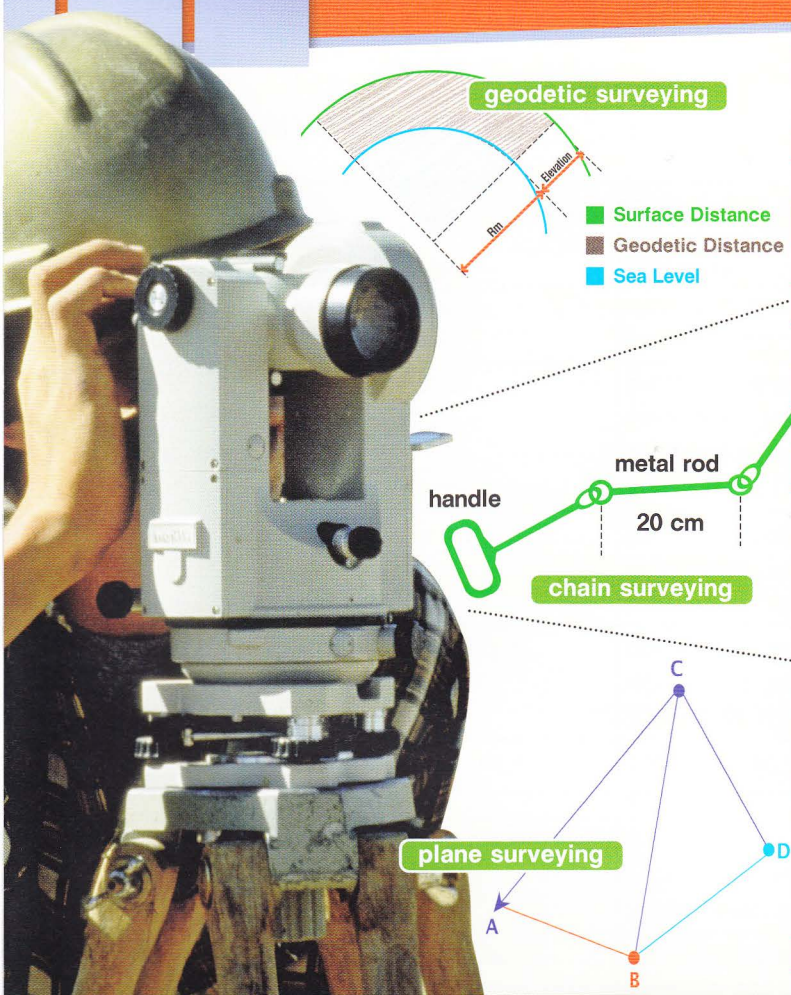 geodetic surveying
Elevation
Rm
Surface Distance
Geodetic Distance
Sea Level
metal rod
handle
20 cm
chain surveying
C
plane surveying
D
A
B